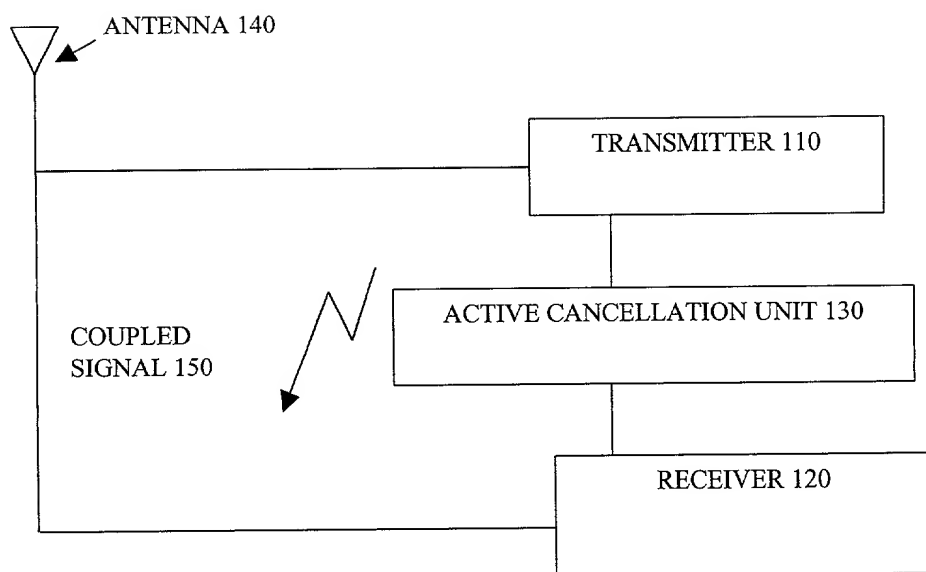 ANTENNA 140
TRANSMITTER 110
ACTIVE CANCELLATION UNIT 130
COUPLED
SIGNAL 150
RECEIVER 120